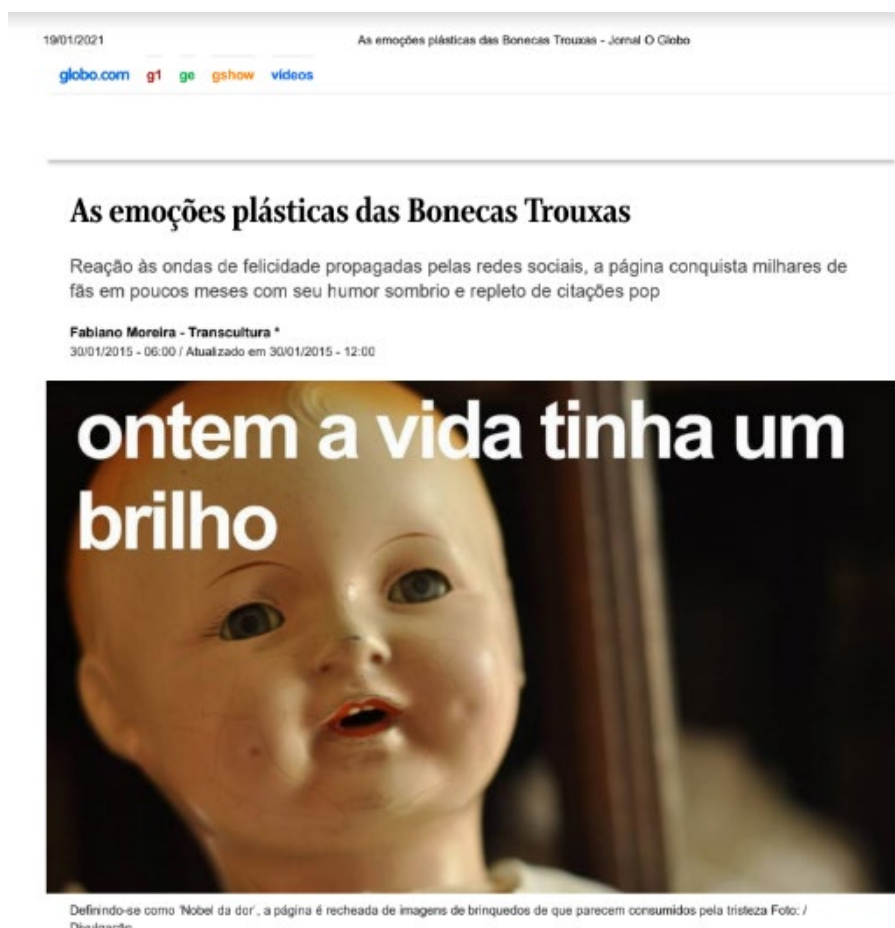 19/01/2021 As emoções plásticas das Bonecas Trouxas - Jornal O Globo
globo.com g1 ge gshow vídeos
As emoções plásticas das Bonecas Trouxas
Reação às ondas de felicidade propagadas pelas redes sociais, a página conquista milhares de
fãs em poucos meses com seu humor sombrio e repleto de citações pop
Fabiano Moreira - Transcultura *
30/01/2015 - 06:00 / Atualizado em 30/01/2015 - 12:00
ontem a vida tinha um
brilho
Definindo-se como 'Nobel da dor', a página é recheada de imagens de brinquedos de que parecem consumidos pela tristeza Foto: /
Divulgação